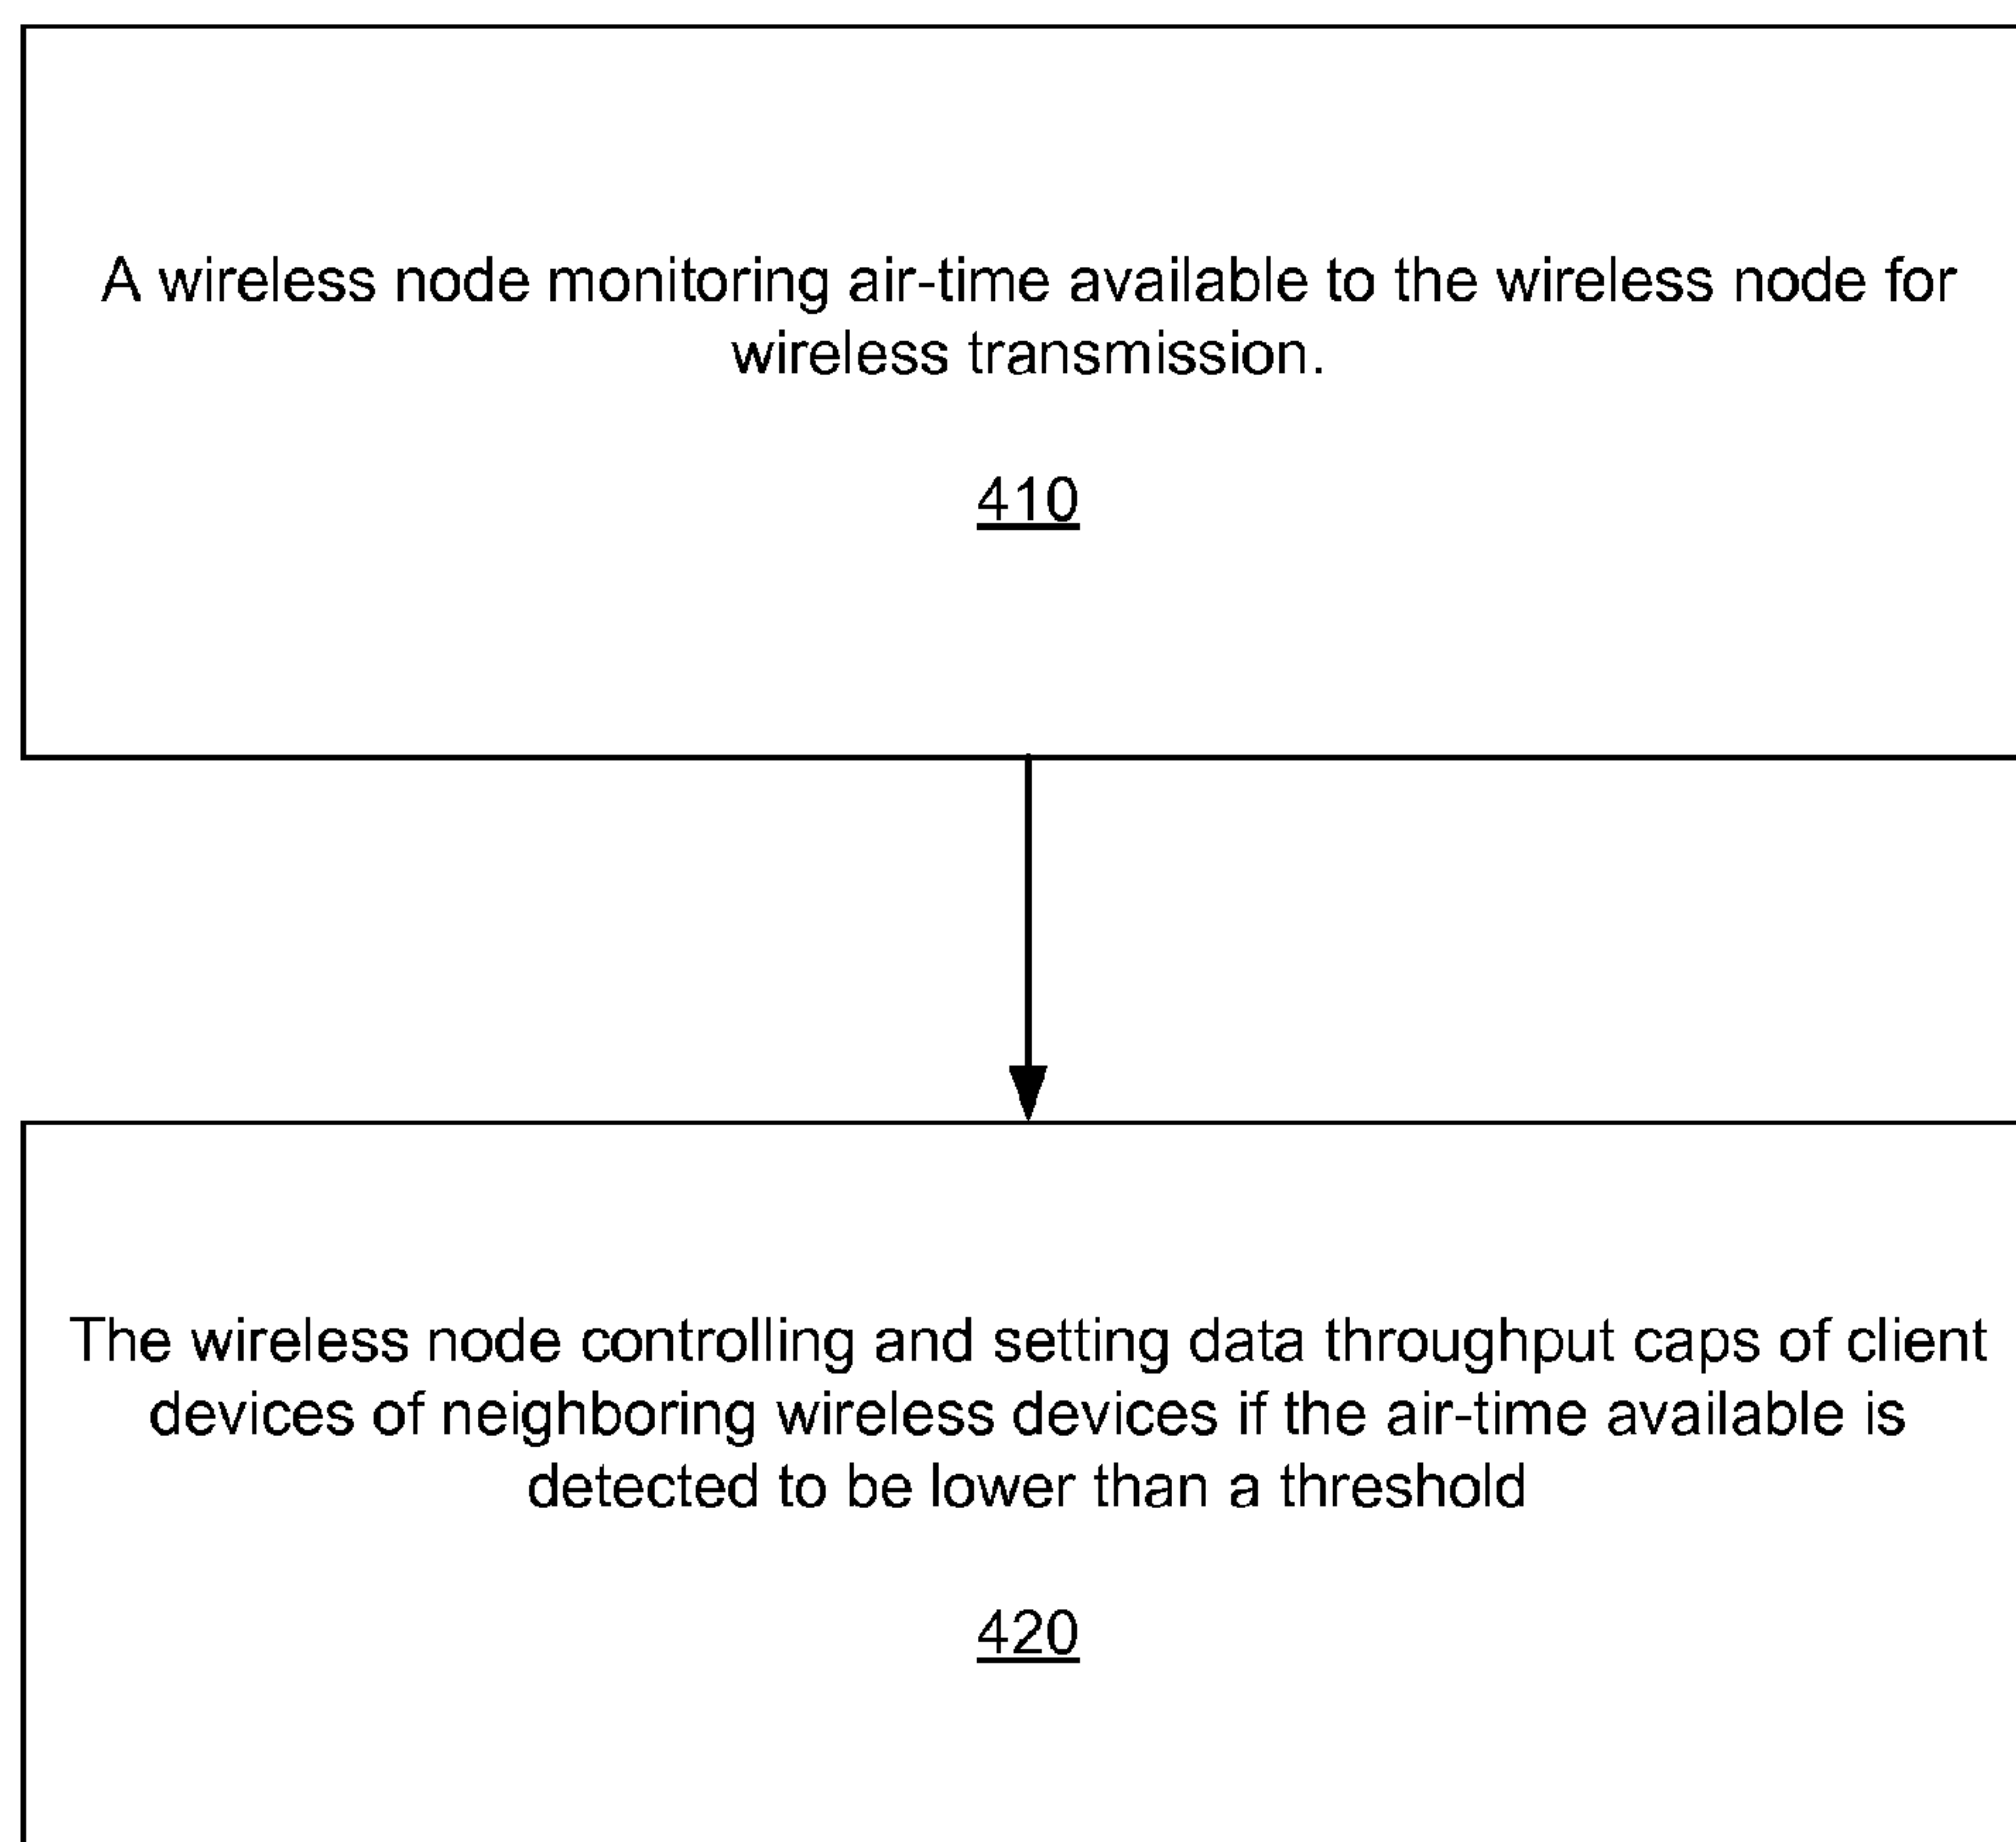 A wireless node monitoring air-time available to the wireless node for
wireless transmission.
410
The wireless node controlling and setting data throughput caps of client
devices of neighboring wireless devices if the air-time available is
detected to be lower than a threshold
420